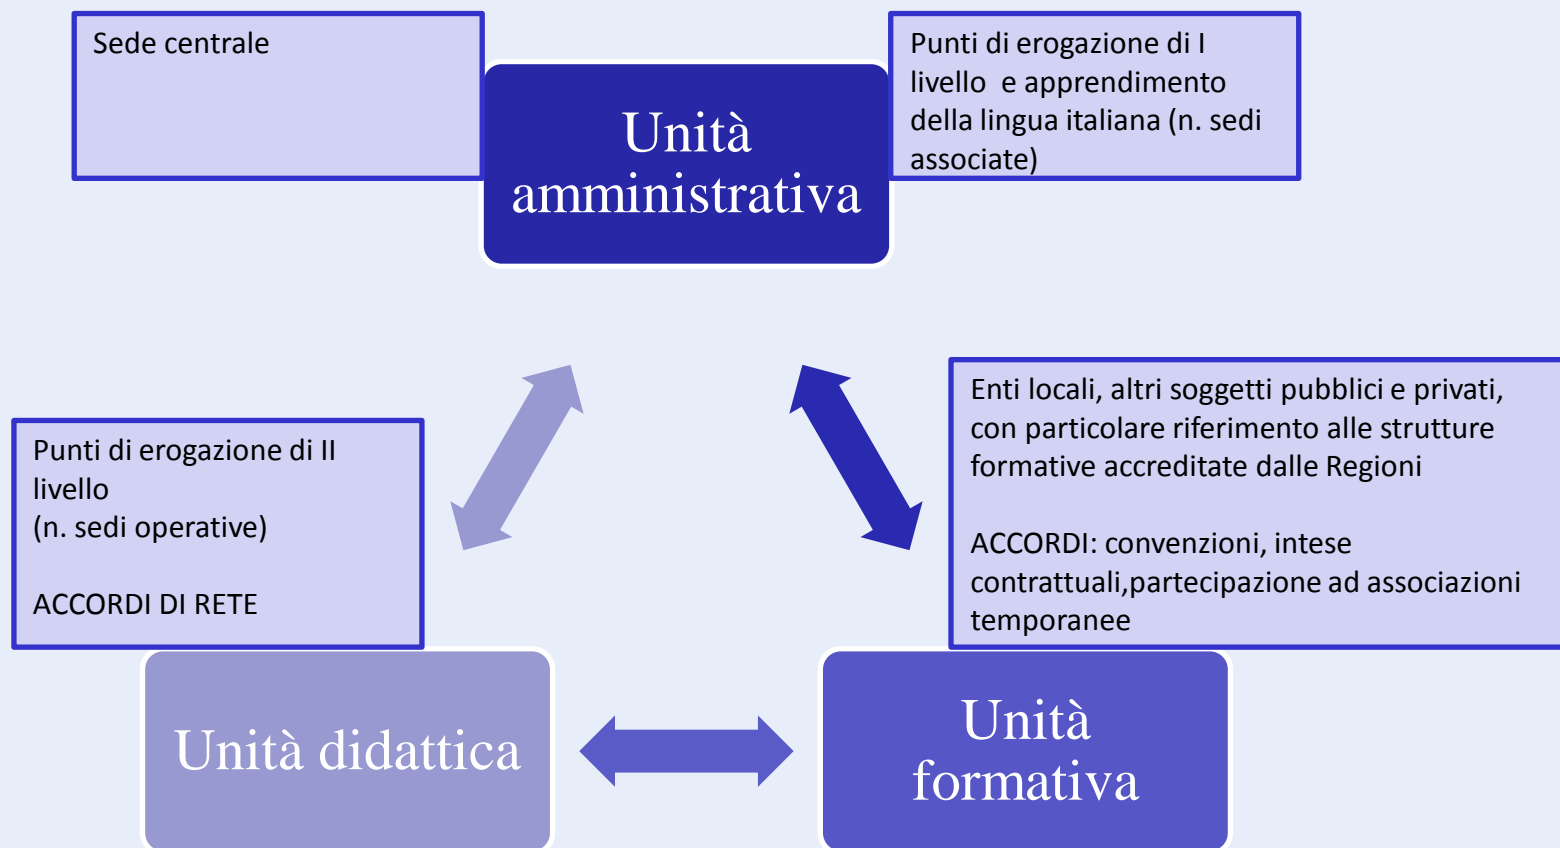 Sede centrale
Unità
amministrativa
Punti di erogazione di I
livello e apprendimento
della lingua italiana (n. sedi
associate)
Punti di erogazione di II
livello
(n. sedi operative)
ACCORDI DI RETE
Enti locali, altri soggetti pubblici e privati,
con particolare riferimento alle strutture
formative accreditate dalle Regioni
ACCORDI: convenzioni, intese
contrattuali,partecipazione ad associazioni
temporanee
Unità didattica
Unità
formativa